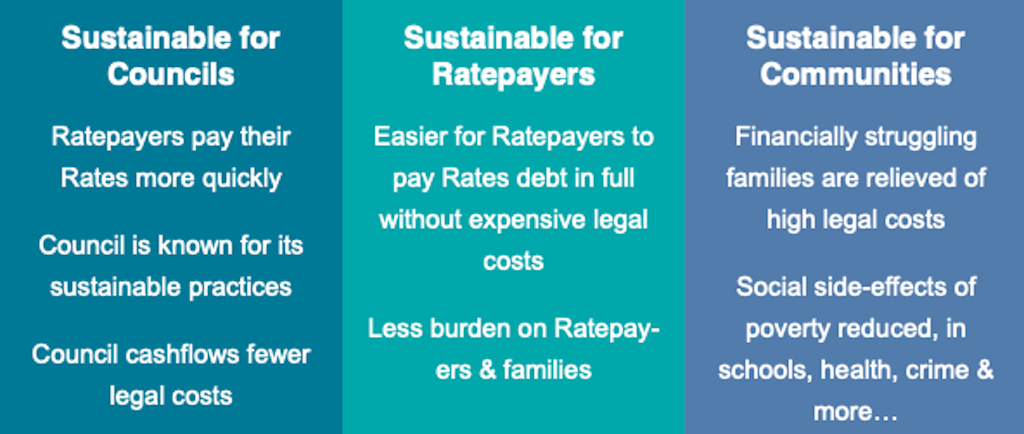 Sustainable for
Councils
Ratepayers pay their
Rates more quickly
Council is known for its
sustainable practices
Council cashflows fewer
legal costs
Sustainable for
Ratepayers
Easier for Ratepayers to
pay Rates debt in full
without expensive legal
costs
Less burden on Ratepay-
ers & families
Sustainable for
Communities
Financially struggling
families are relieved of
high legal costs
Social side-effects of
poverty reduced, in
schools, health, crime &
more…